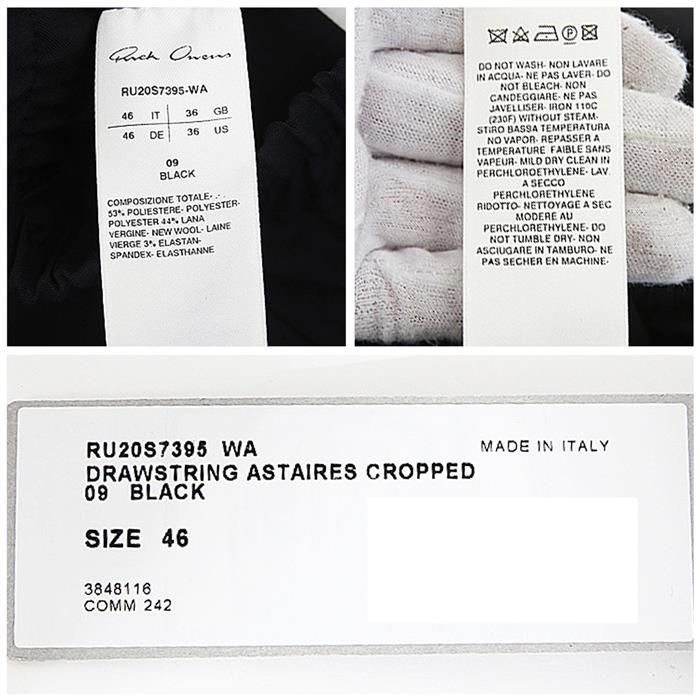 Rick Owens
RU20S7395-WA
46 IT 36 GB
46 DE 36 US
09
BLACK
COMPOSIZIONE TOTALE- .-
53% POLIESTERE- POLYESTER-
POLYESTER 44% LANA
VERGINE- NEW WOOL- LAINE
VIERGE 3% ELASTAN-
SPANDEX- ELASTHANNE
DO NOT WASH- NON LAVARE
IN ACQUA- NE PAS LAVER- DO
NOT BLEACH- NON
CANDEGGIARE- NE PAS
JAVELLISER- IRON 110C
(230F) WITHOUT STEAM-
STIRO BASSA TEMPERATURA
NO VAPOR- REPASSER A
TEMPERATURE FAIBLE SANS
VAPEUR- MILD DRY CLEAN IN
PERCHLOROETHYLENE- LAV.
A SECCO
PERCHLORETHYLENE
RIDOTTO- NETTOYAGE A SEC
MODERE AU
PERCHLOROETHYLENE- DO
NOT TUMBLE DRY- NON
ASCIUGARE IN TAMBURO- NE
PAS SECHER EN MACHINE-
RU20S7395 WA
MADE IN ITALY
DRAWSTRING ASTAIRES CROPPED
09 BLACK
SIZE 46
3848116
COMM 242